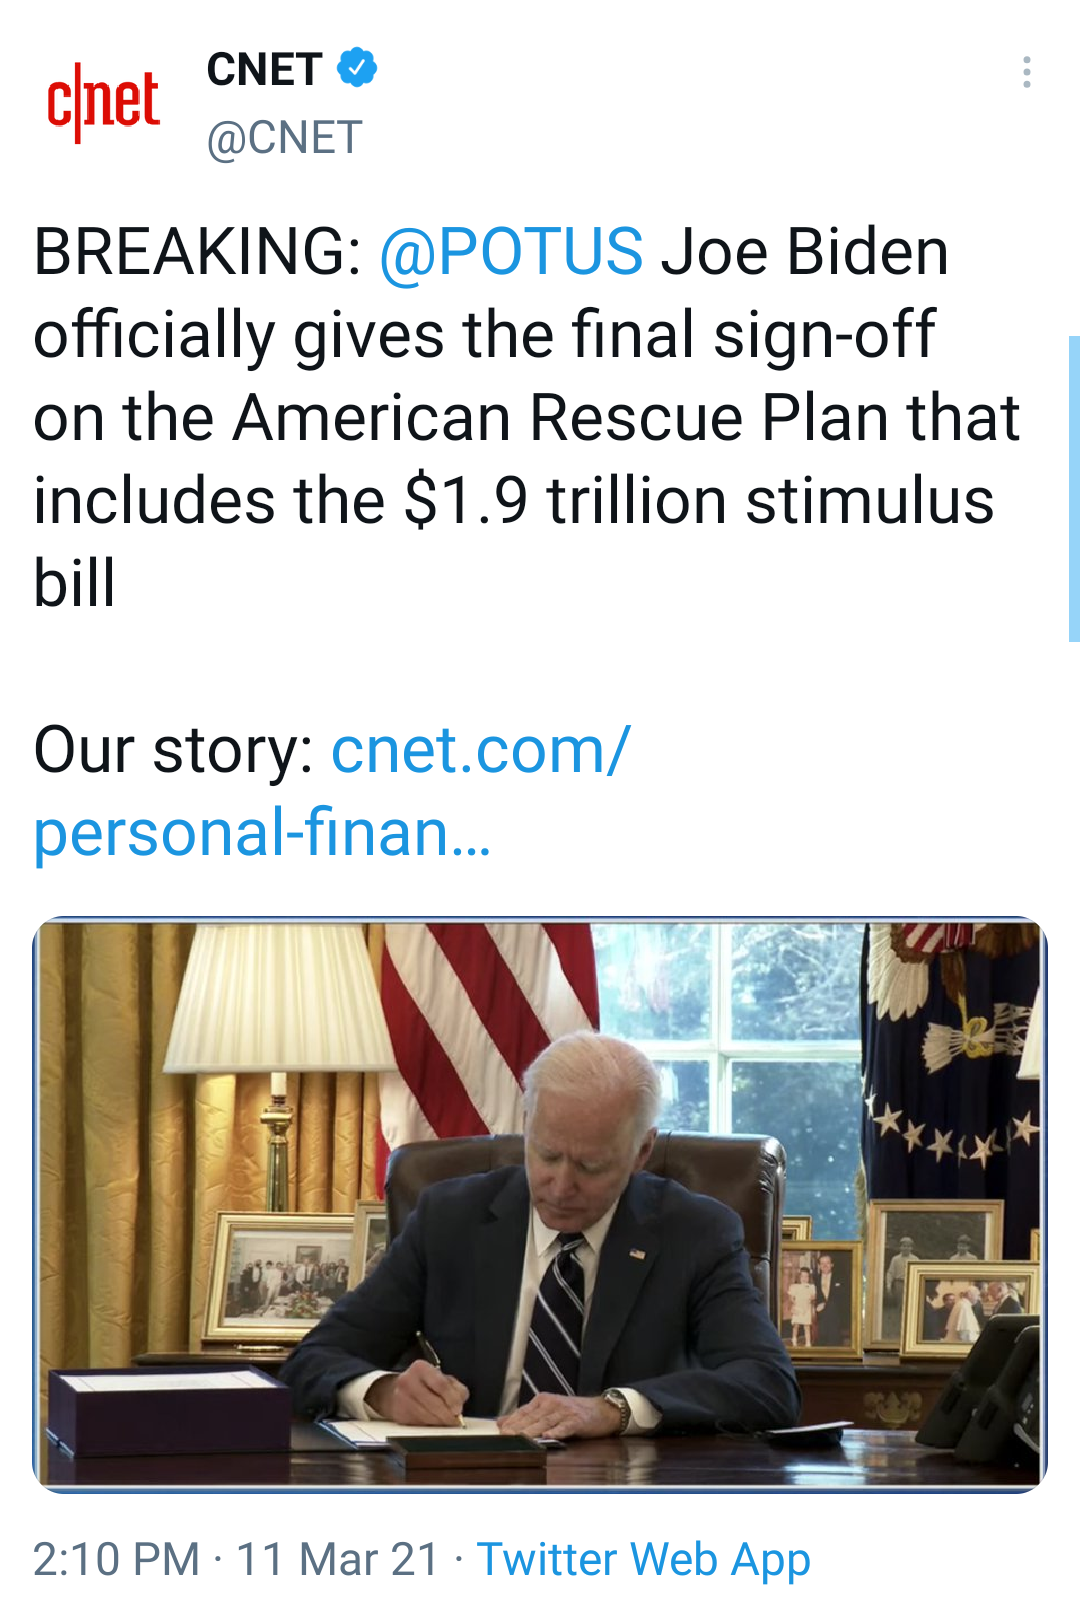 c|net
CNET
@CNET
BREAKING: @POTUS Joe Biden
officially gives the final sign-off
on the American Rescue Plan that
includes the $1.9 trillion stimulus
bill
Our story: cnet.com/
personal-finan…
2:10 PM · 11 Mar 21 · Twitter Web App